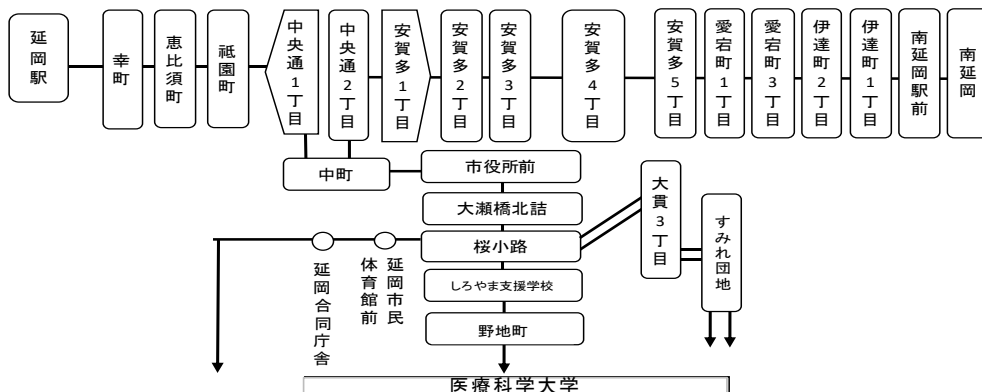 延岡駅
幸町
恵比須町
祗園町
中央通1丁目
中央通2丁目
安賀多1丁目
安賀多2丁目
安賀多3丁目
安賀多4丁目
安賀多5丁目
愛宕町1丁目
愛宕町3丁目
伊達町2丁目
伊達町1丁目
南延岡駅前
南延岡
中町
市役所前
大瀬橋北詰
桜小路
しろやま支援学校
野地町
大貫3丁目
すみれ団地
延岡市民
体育館前
延岡合同庁舎
医療科学大学